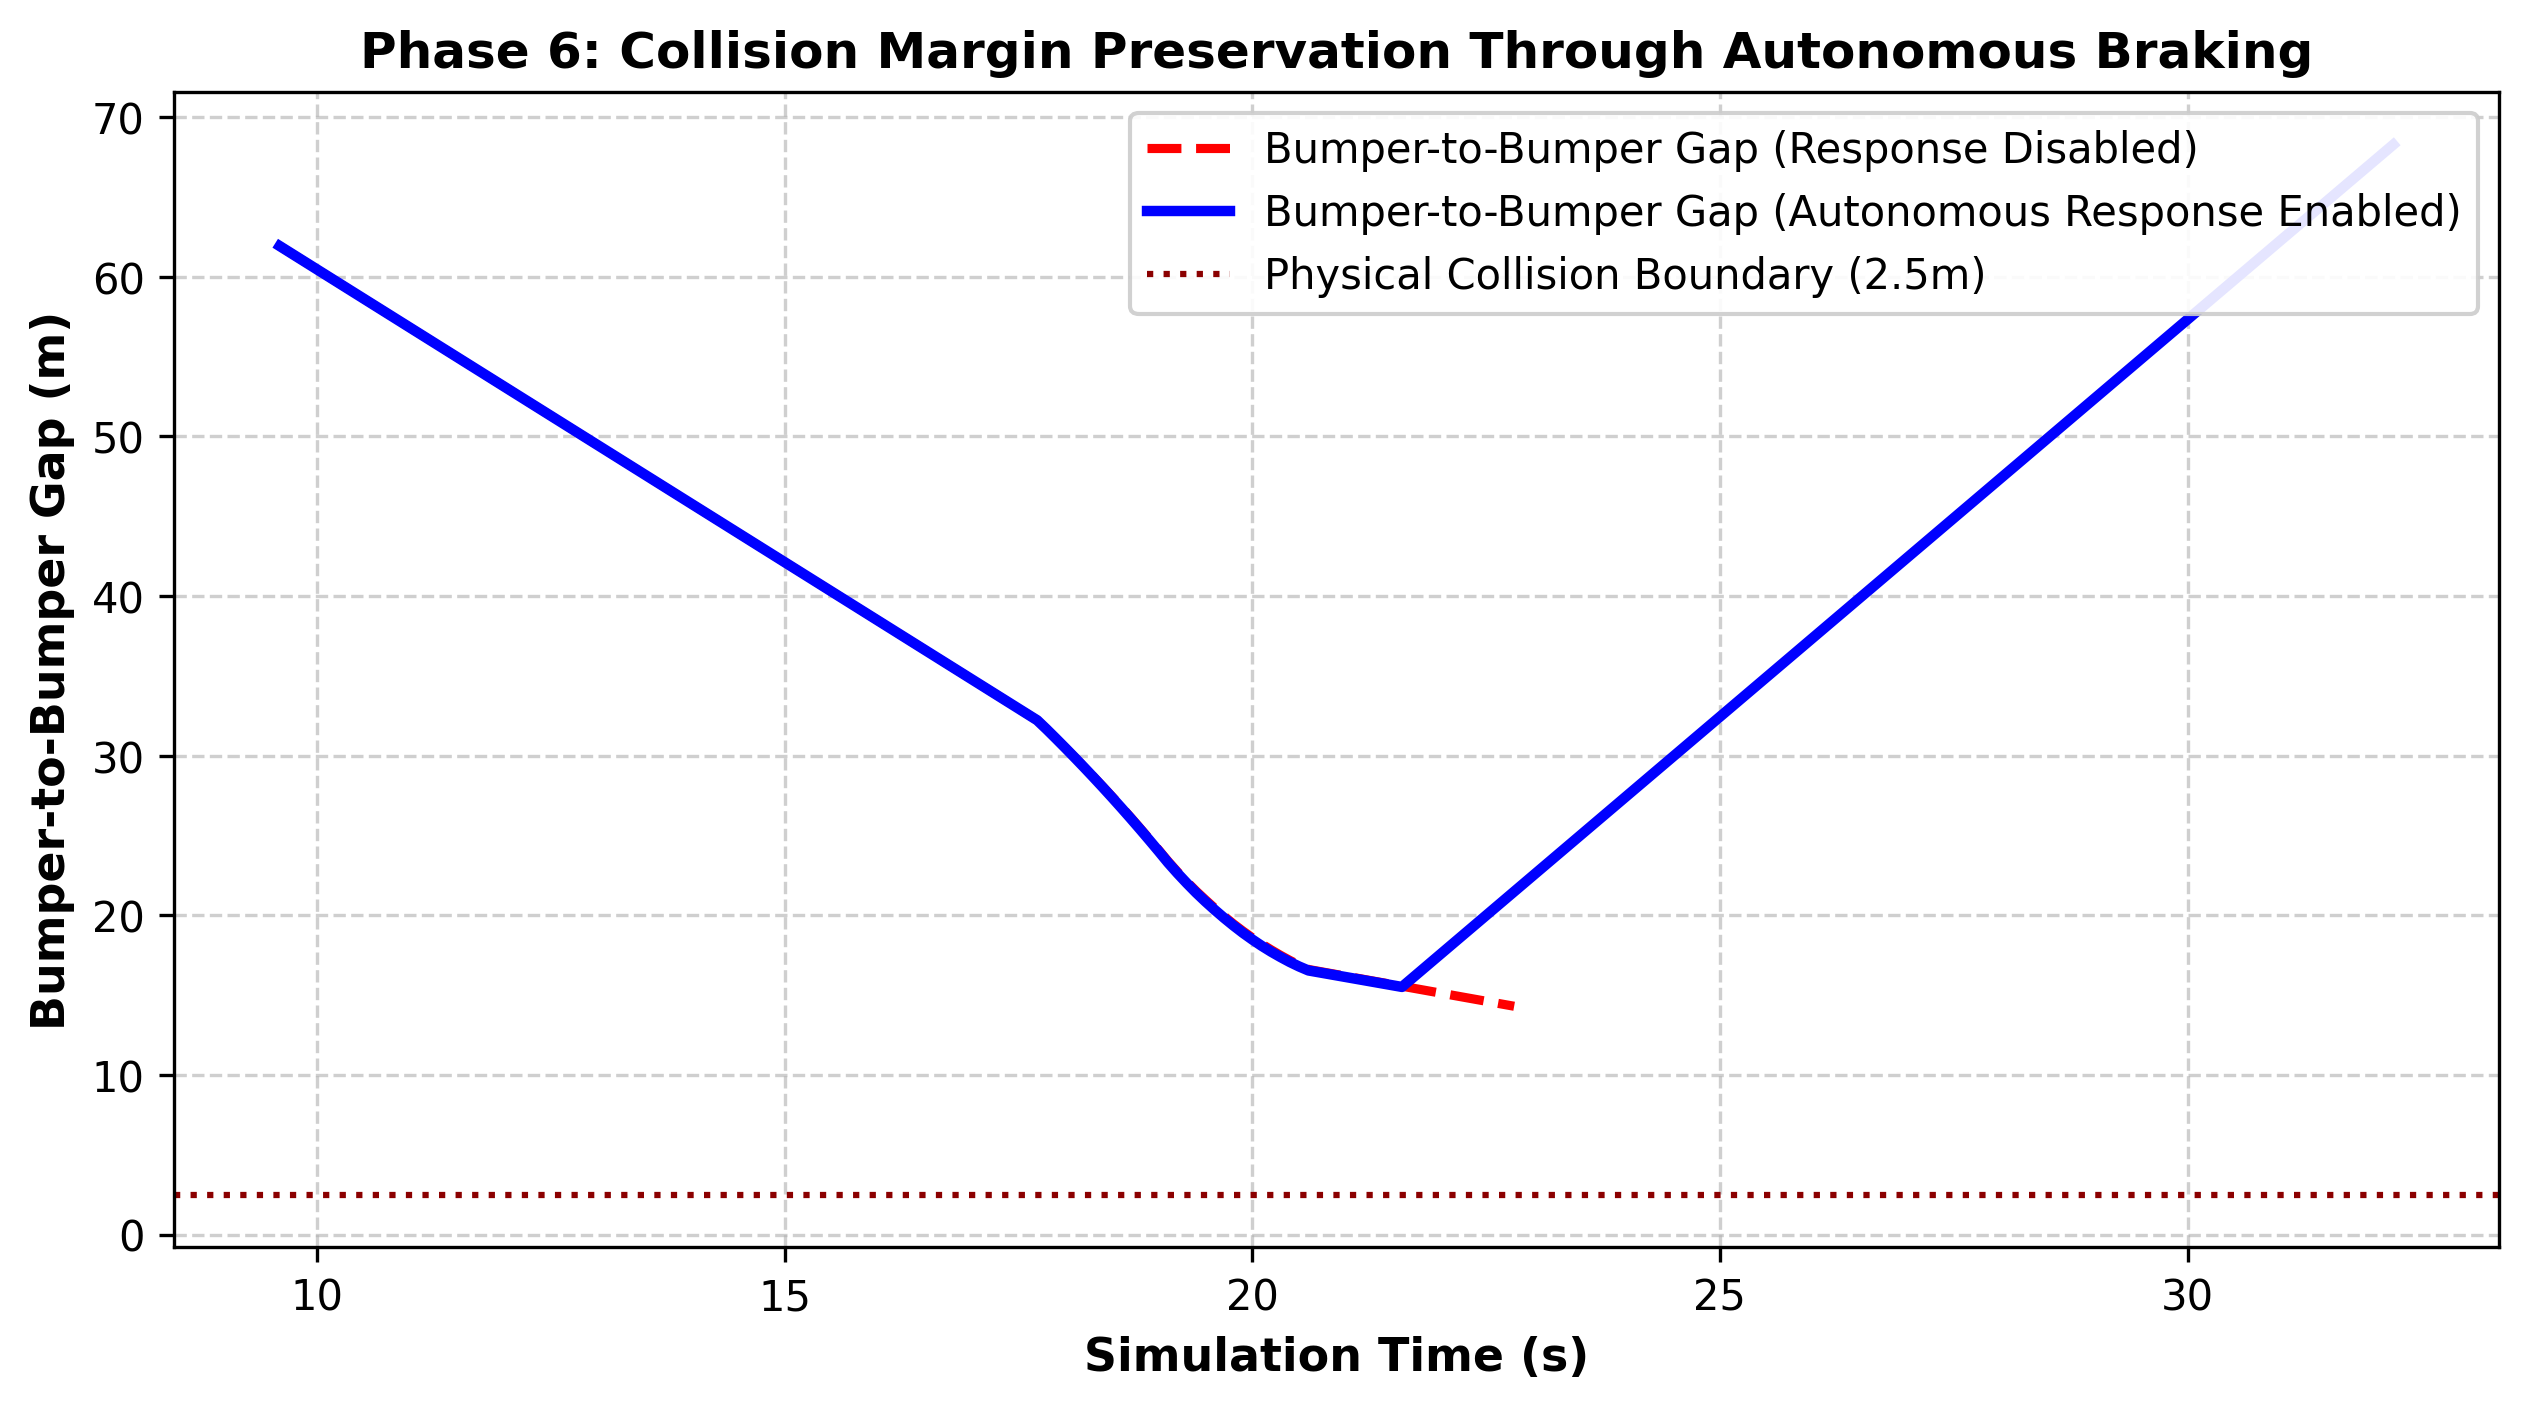 Phase 6: Collision Margin Preservation Through Autonomous Braking
Bumper-to-Bumper Gap (Response Disabled)
Bumper-to-Bumper Gap (Autonomous Response Enabled)
Physical Collision Boundary (2.5m)
Bumper-to-Bumper Gap (m)
70
60
50
40
30
20
10
0
10 15 20 25 30
Simulation Time (s)